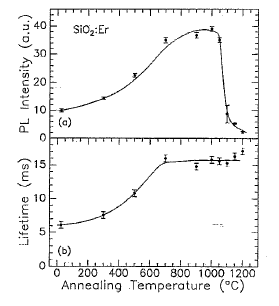 SiO2:Er
PL Intensity (a.u.)
40
30
20
10
0
(a)
Lifetime (ms)
15
10
5
0
(b)
0 200 400 600 800 1000 1200
Annealing Temperature (°C)